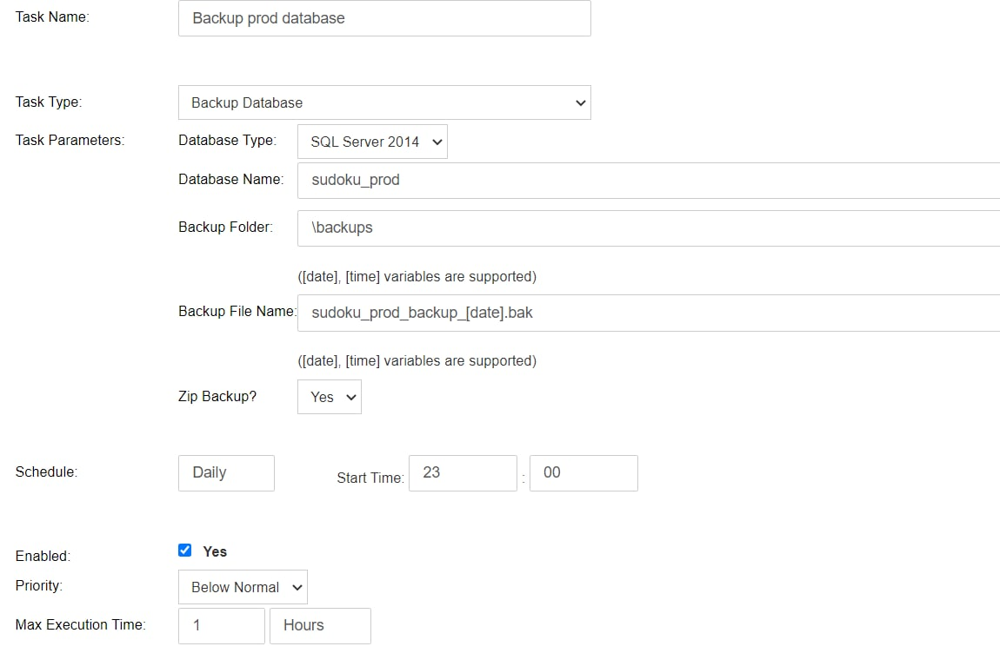 Task Name: Backup prod database
Task Type: Backup Database
Task Parameters: Database Type: SQL Server 2014
Database Name: sudoku_prod
Backup Folder: \backups
([date], [time] variables are supported)
Backup File Name: sudoku_prod_backup_[date].bak
([date], [time] variables are supported)
Zip Backup? Yes
Schedule: Daily Start Time: 23 : 00
Enabled: Yes
Priority: Below Normal
Max Execution Time: 1 Hours